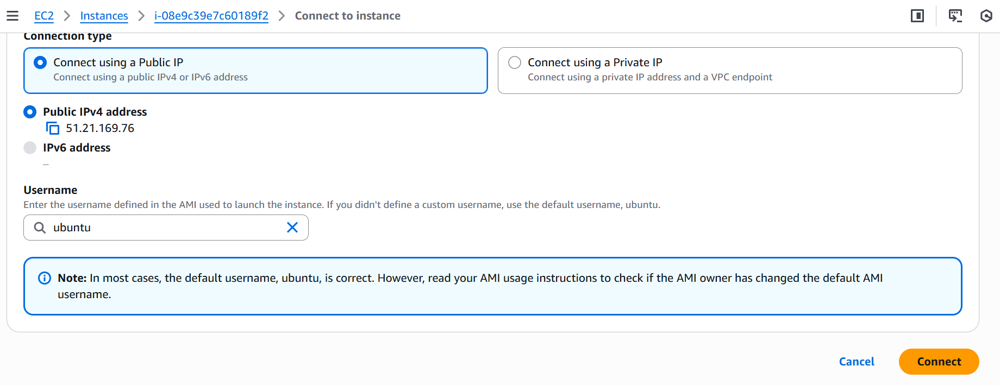 EC2 > Instances > i-08e9c39e7c60189f2 > Connect to instance
Connection type
Connect using a Public IP
Connect using a public IPv4 or IPv6 address
Connect using a Private IP
Connect using a private IP address and a VPC endpoint
Public IPv4 address
51.21.169.76
IPv6 address
–
Username
Enter the username defined in the AMI used to launch the instance. If you didn't define a custom username, use the default username, ubuntu.
ubuntu
Note: In most cases, the default username, ubuntu, is correct. However, read your AMI usage instructions to check if the AMI owner has changed the default AMI
username.
Cancel
Connect